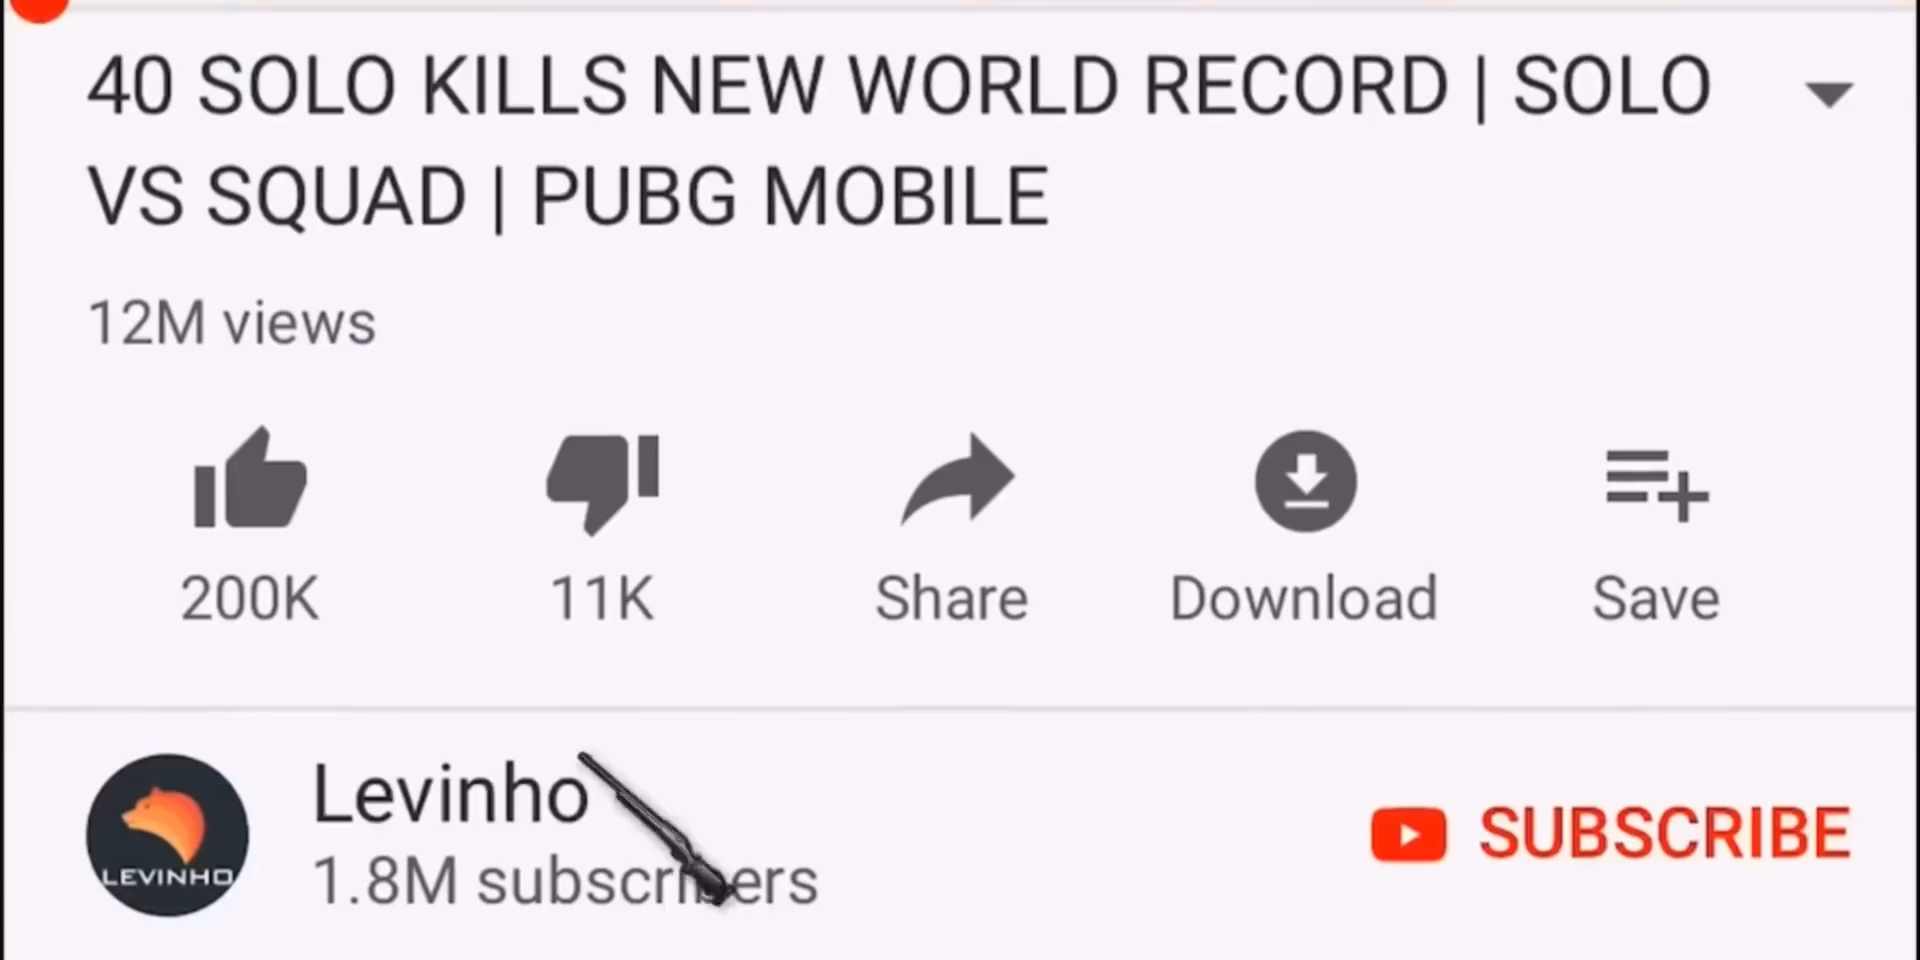 40 SOLO KILLS NEW WORLD RECORD | SOLO
VS SQUAD | PUBG MOBILE
12M views
200K
11K
Share
Download
Save
LEVINHO
Levinho
1.8M subscribers
SUBSCRIBE